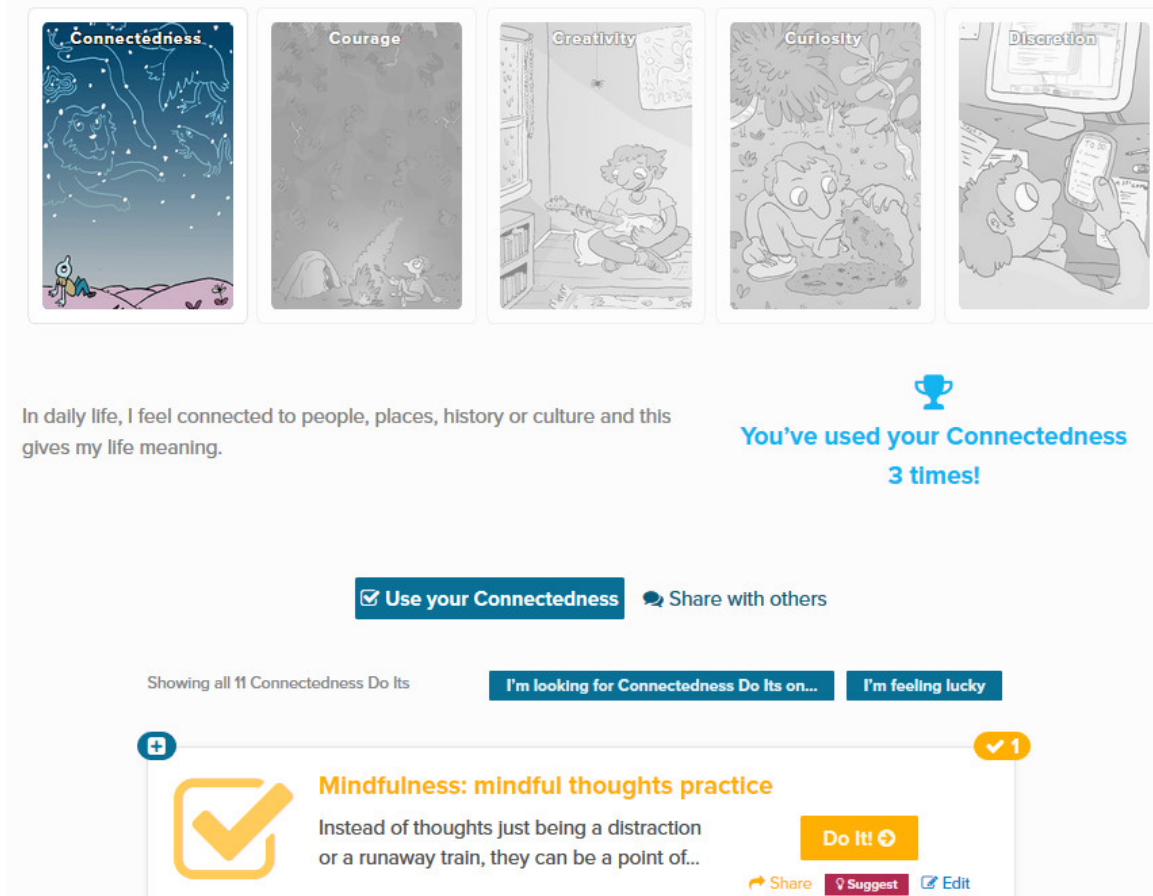 Connectedness
Courage
Creativity
Curiosity
Discretion
TO DO
In daily life, I feel connected to people, places, history or culture and this
gives my life meaning.
You've used your Connectedness
3 times!
Use your Connectedness
Share with others
Showing all 11 Connectedness Do Its
I'm looking for Connectedness Do Its on...
I'm feeling lucky
1
Mindfulness: mindful thoughts practice
Instead of thoughts just being a distraction
or a runaway train, they can be a point of...
Do It!
Share
Suggest
Edit